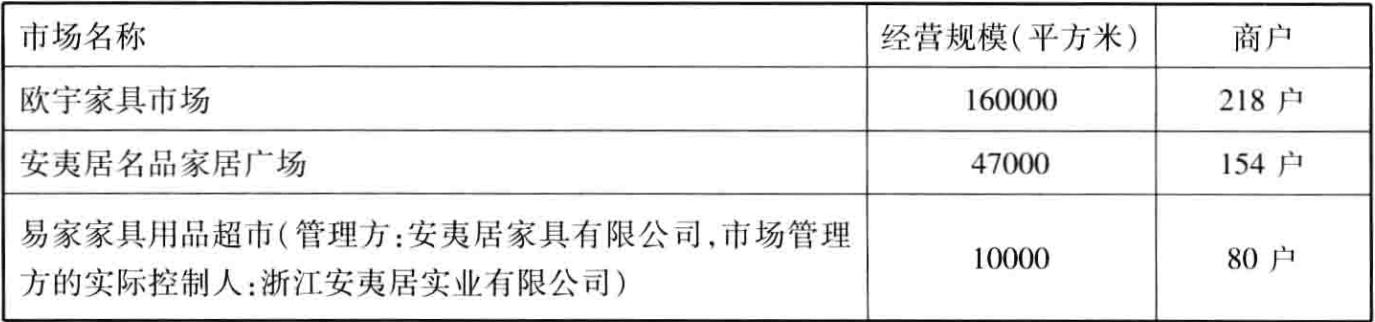 市场名称 经营规模(平方米) 商户
欧宇家具市场 160000 218 户
安夷居名品家居广场 47000 154 户
易家家具用品超市(管理方:安夷居家具有限公司,市场管理
方的实际控制人:浙江安夷居实业有限公司) 10000 80 户